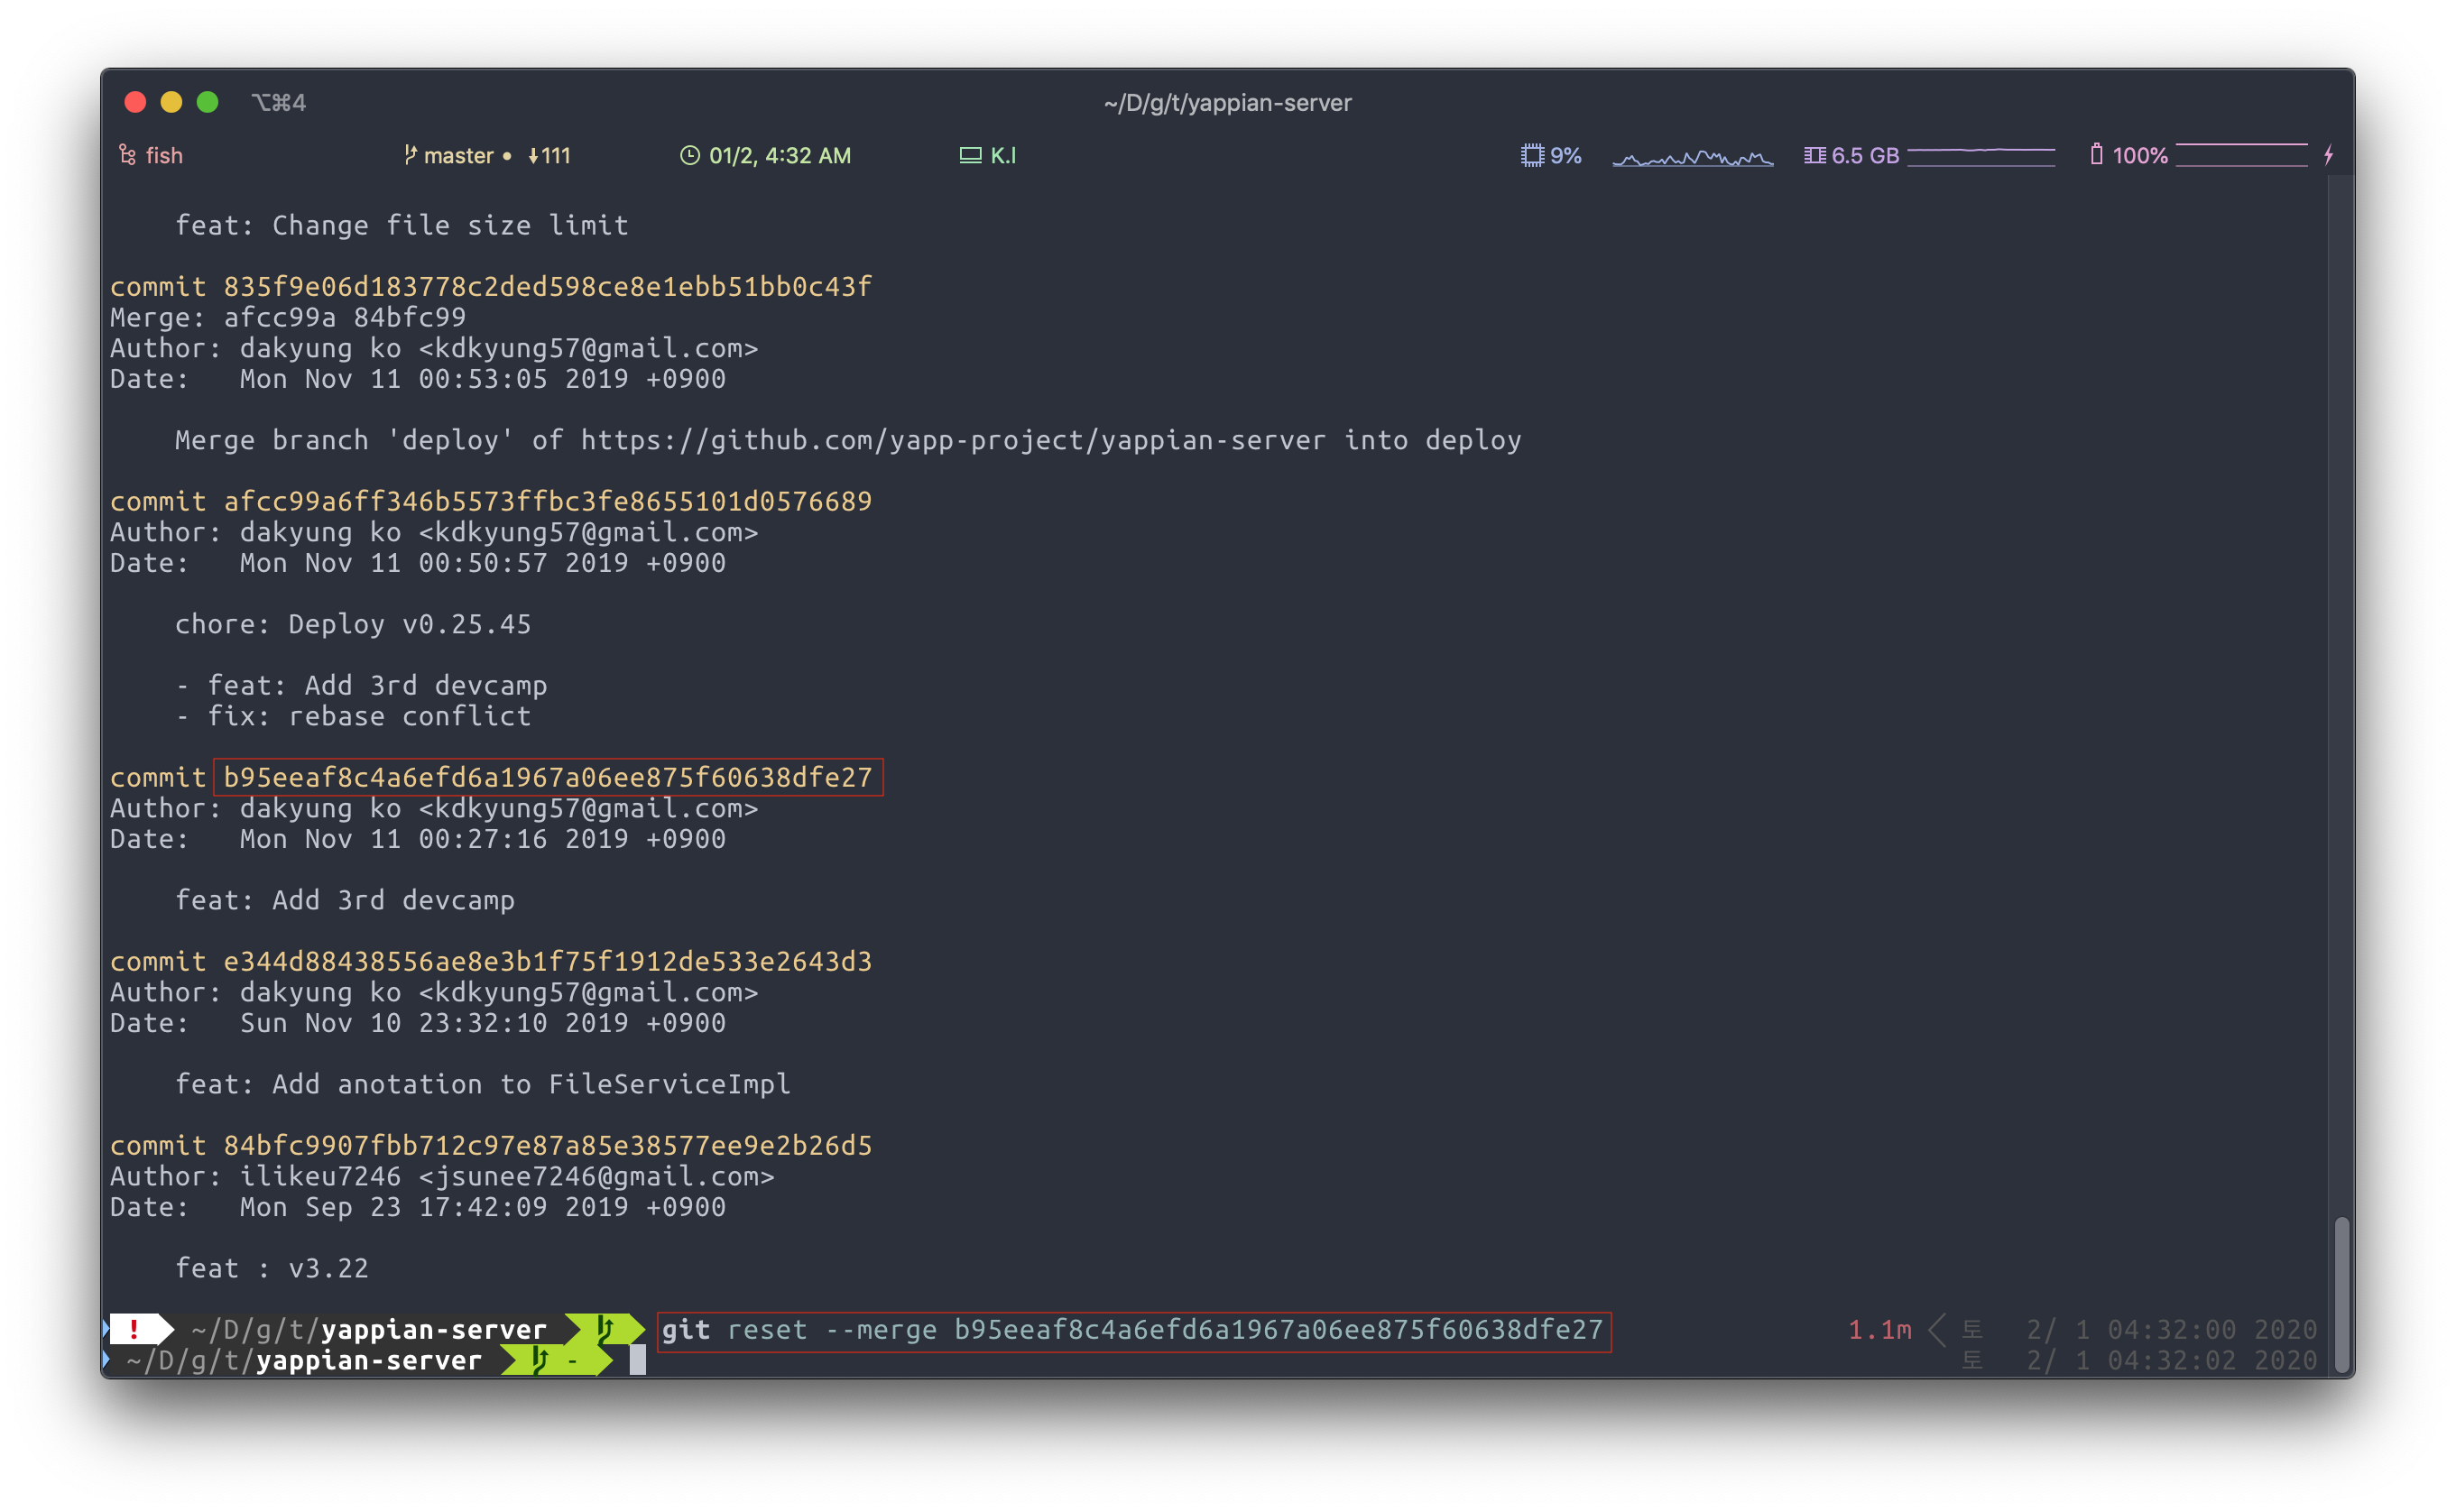 ⌥⌘4 ~/D/g/t/yappian-server
fish master • ↓111 01/2, 4:32 AM K.I 9% 6.5 GB 100%
feat: Change file size limit
commit 835f9e06d183778c2ded598ce8e1ebb51bb0c43f
Merge: afcc99a 84bfc99
Author: dakyung ko <kdkyung57@gmail.com>
Date:   Mon Nov 11 00:53:05 2019 +0900
Merge branch 'deploy' of https://github.com/yapp-project/yappian-server into deploy
commit afcc99a6ff346b5573ffbc3fe8655101d0576689
Author: dakyung ko <kdkyung57@gmail.com>
Date:   Mon Nov 11 00:50:57 2019 +0900
chore: Deploy v0.25.45
- feat: Add 3rd devcamp
- fix: rebase conflict
commit b95eeaf8c4a6efd6a1967a06ee875f60638dfe27
Author: dakyung ko <kdkyung57@gmail.com>
Date:   Mon Nov 11 00:27:16 2019 +0900
feat: Add 3rd devcamp
commit e344d88438556ae8e3b1f75f1912de533e2643d3
Author: dakyung ko <kdkyung57@gmail.com>
Date:   Sun Nov 10 23:32:10 2019 +0900
feat: Add anotation to FileServiceImpl
commit 84bfc9907fbb712c97e87a85e38577ee9e2b26d5
Author: ilikeu7246 <jsunee7246@gmail.com>
Date:   Mon Sep 23 17:42:09 2019 +0900
feat : v3.22
! ~/D/g/t/yappian-server git reset --merge b95eeaf8c4a6efd6a1967a06ee875f60638dfe27 1.1m 토 2/ 1 04:32:00 2020
~/D/g/t/yappian-server - 토 2/ 1 04:32:02 2020